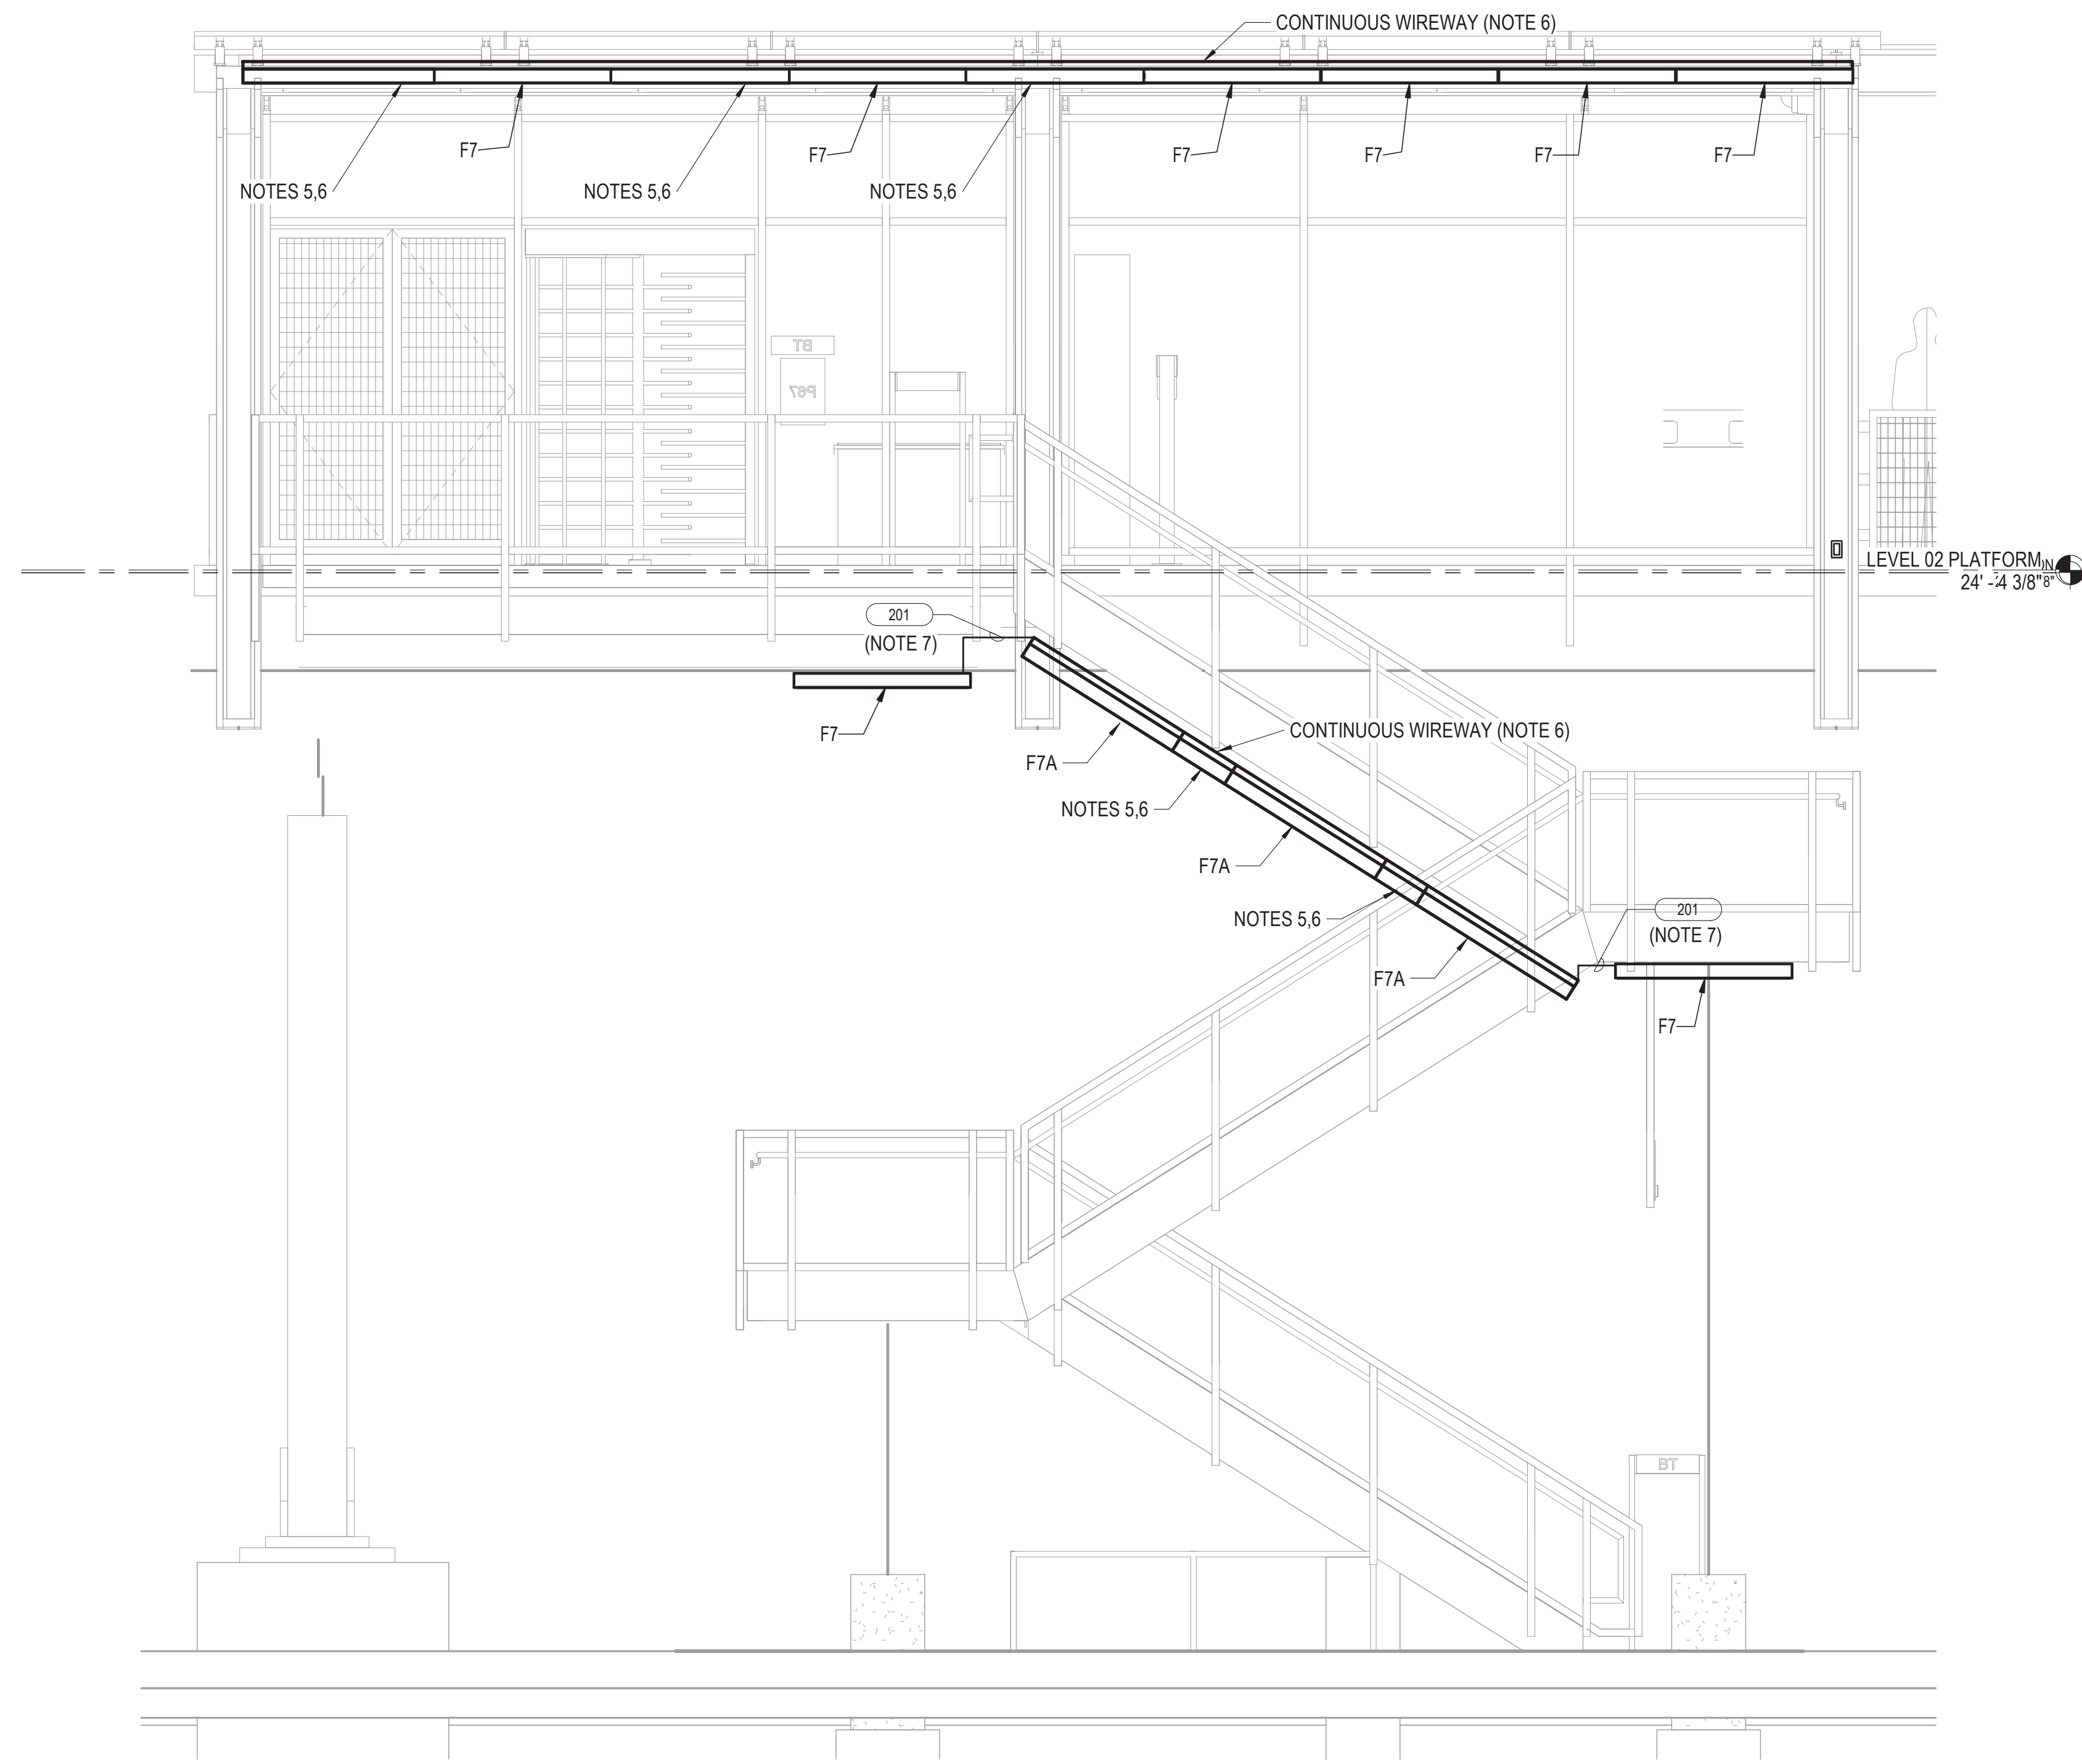 CONTINUOUS WIREWAY (NOTE 6)
F7
F7
F7
F7
F7
F7
NOTES 5,6
NOTES 5,6
NOTES 5,6
BT
P67
LEVEL 02 PLATFORM
24' - 4 3/8"
201
(NOTE 7)
F7
CONTINUOUS WIREWAY (NOTE 6)
F7A
NOTES 5,6
F7A
NOTES 5,6
201
(NOTE 7)
F7A
F7
BT